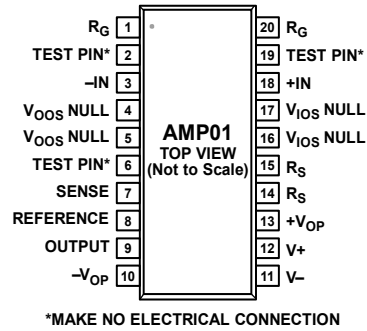 RG 1 20 RG
TEST PIN* 2 19 TEST PIN*
–IN 3 18 +IN
VOOS NULL 4 17 VIOS NULL
VOOS NULL 5 16 VIOS NULL
AMP01
TOP VIEW
(Not to Scale)
TEST PIN* 6 15 RS
SENSE 7 14 RS
REFERENCE 8 13 +VOP
OUTPUT 9 12 V+
–VOP 10 11 V–
*MAKE NO ELECTRICAL CONNECTION